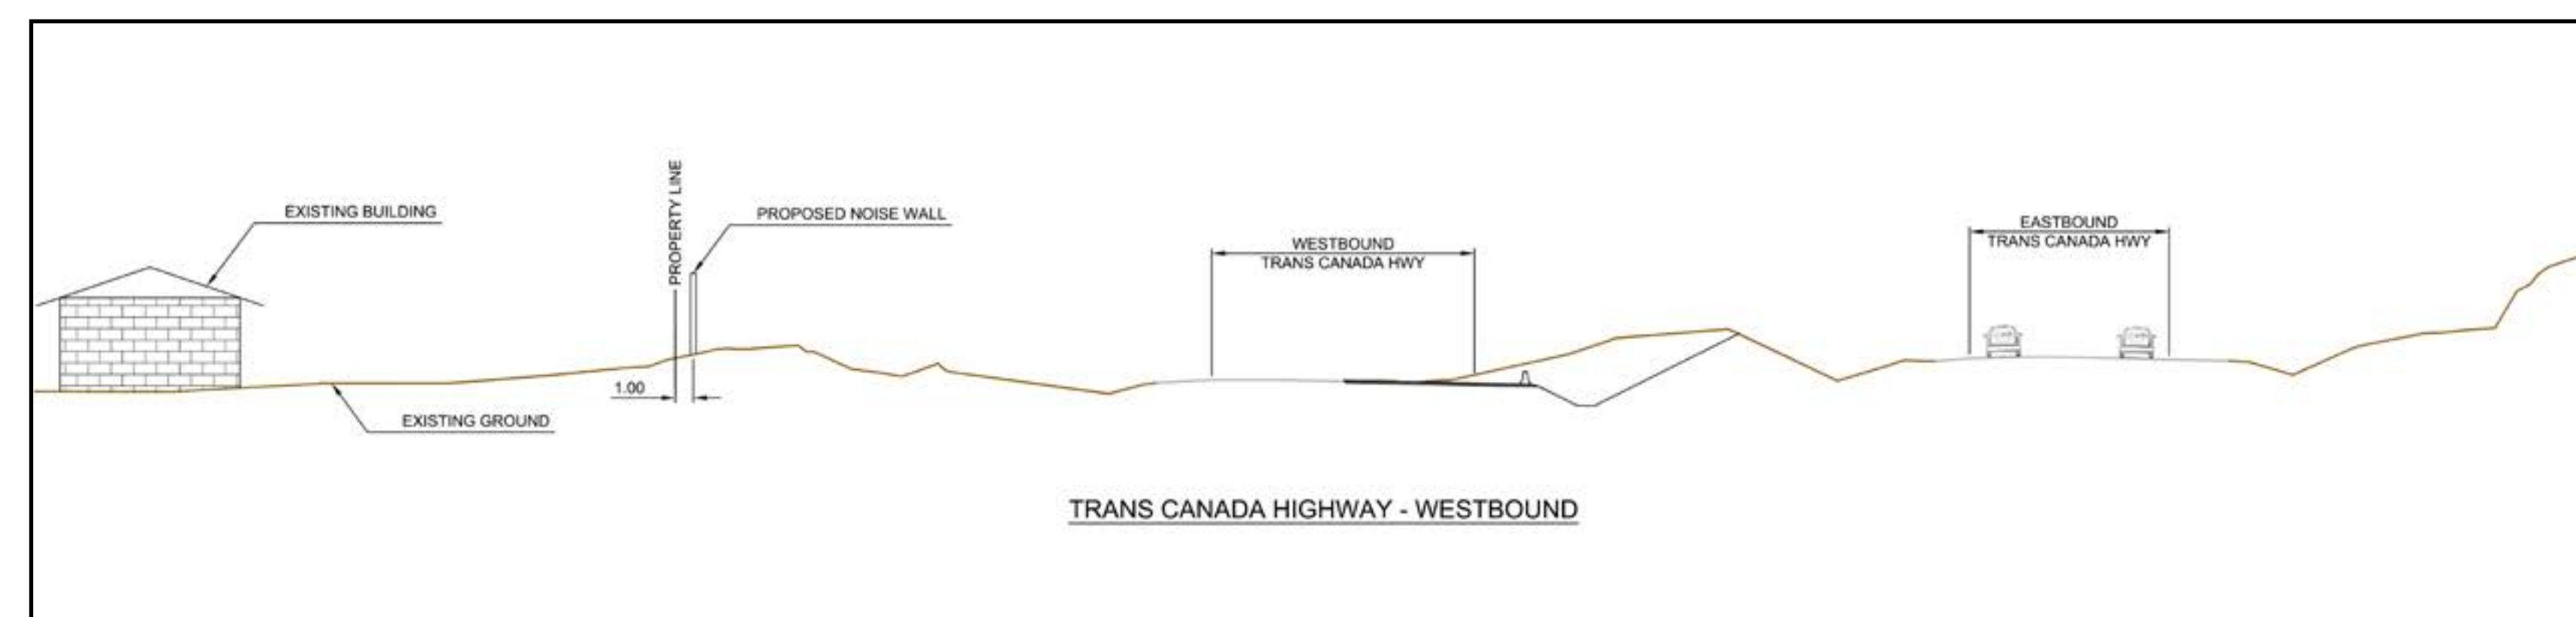 EXISTING BUILDING
PROPERTY LINE
PROPOSED NOISE WALL
WESTBOUND
TRANS CANADA HWY
EASTBOUND
TRANS CANADA HWY
1.00
EXISTING GROUND
TRANS CANADA HIGHWAY - WESTBOUND